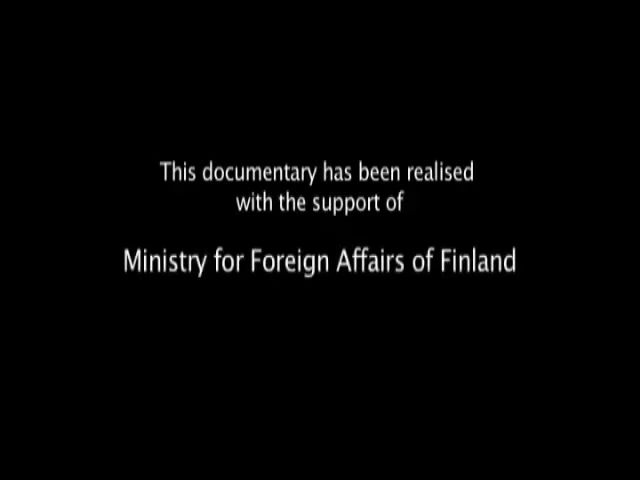 This documentary has been realised
with the support of
Ministry for Foreign Affairs of Finland